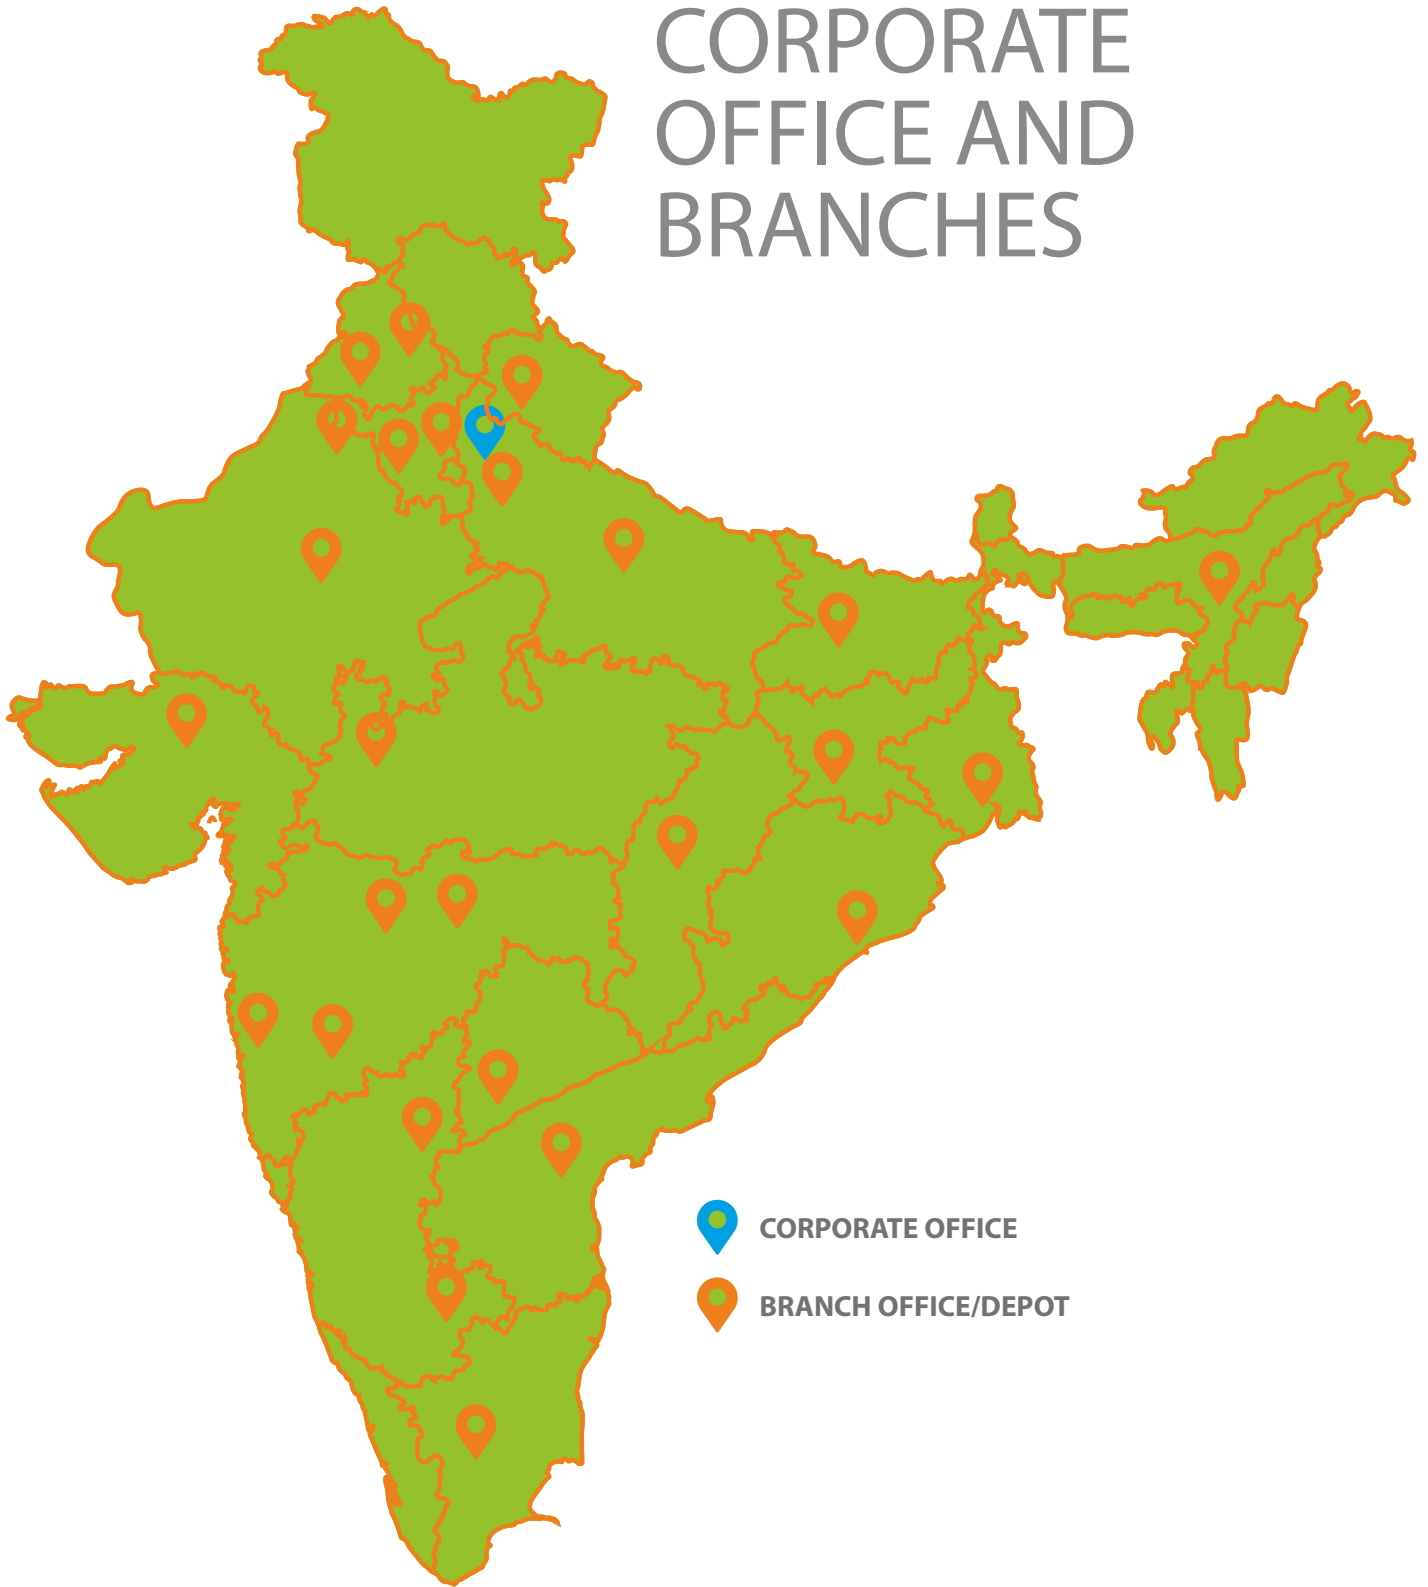 CORPORATE
OFFICE AND
BRANCHES
CORPORATE OFFICE
BRANCH OFFICE/DEPOT